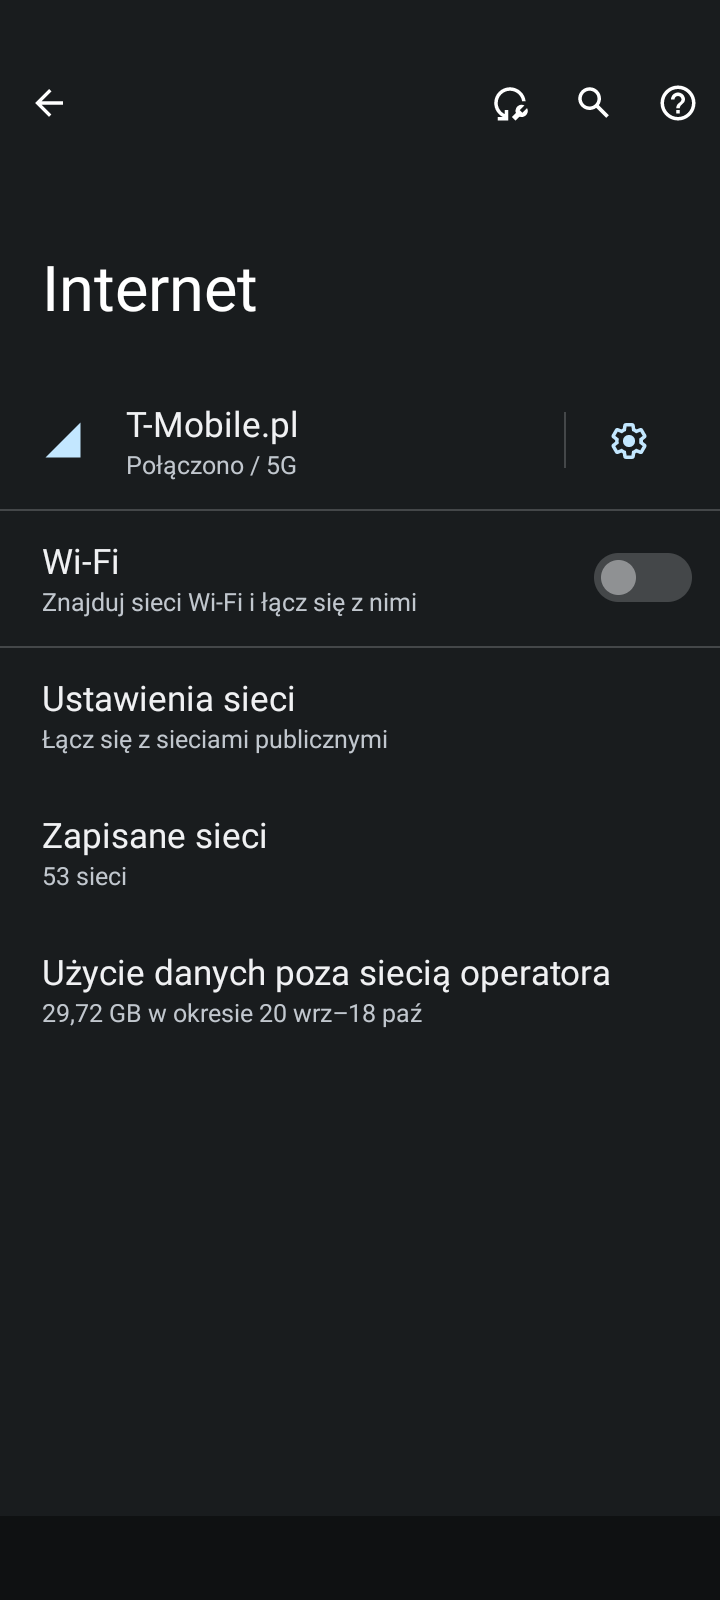 Internet
T-Mobile.pl
Połączono / 5G
Wi-Fi
Znajduj sieci Wi-Fi i łącz się z nimi
Ustawienia sieci
Łącz się z sieciami publicznymi
Zapisane sieci
53 sieci
Użycie danych poza siecią operatora
29,72 GB w okresie 20 wrz–18 paź